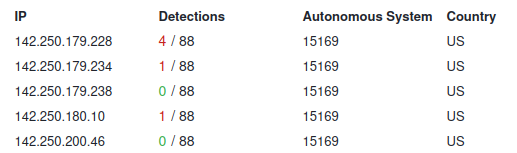 IP Detections Autonomous System Country
142.250.179.228 4 / 88 15169 US
142.250.179.234 1 / 88 15169 US
142.250.179.238 0 / 88 15169 US
142.250.180.10 1 / 88 15169 US
142.250.200.46 0 / 88 15169 US